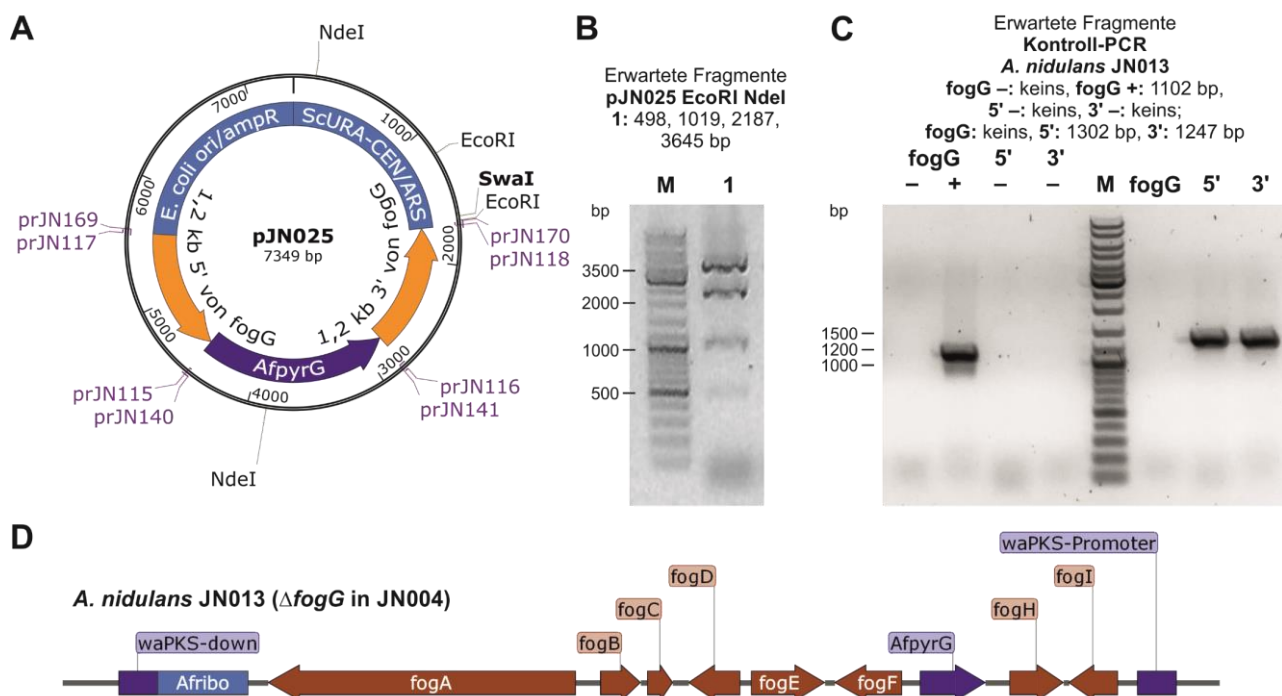 A
NdeI
7000
1000
EcoRI
E. coli ori/ampR
ScURA-CEN/ARS
SwaI
EcoRI
6000
prJN169
prJN117
1,2 kb 5' von fogG
pJN025
7349 bp
1,2 kb 3' von fogG
2000
prJN170
prJN118
5000
AfpyrG
3000
4000
prJN115
prJN140
prJN116
prJN141
NdeI
B
Erwartete Fragmente
pJN025 EcoRI NdeI
1: 498, 1019, 2187,
3645 bp
M 1
bp
3500
2000
1000
500
C
Erwartete Fragmente
Kontroll-PCR
A. nidulans JN013
fogG –: keins, fogG +: 1102 bp,
5' –: keins, 3' –: keins;
fogG: keins, 5': 1302 bp, 3': 1247 bp
fogG 5' 3'
– + – – M fogG 5' 3'
bp
1500
1200
1000
D
A. nidulans JN013 (ΔfogG in JN004)
waPKS-Promoter
fogD
fogI
fogC
fogH
waPKS-down
fogB
AfpyrG
Afribo
fogA
fogE
fogF